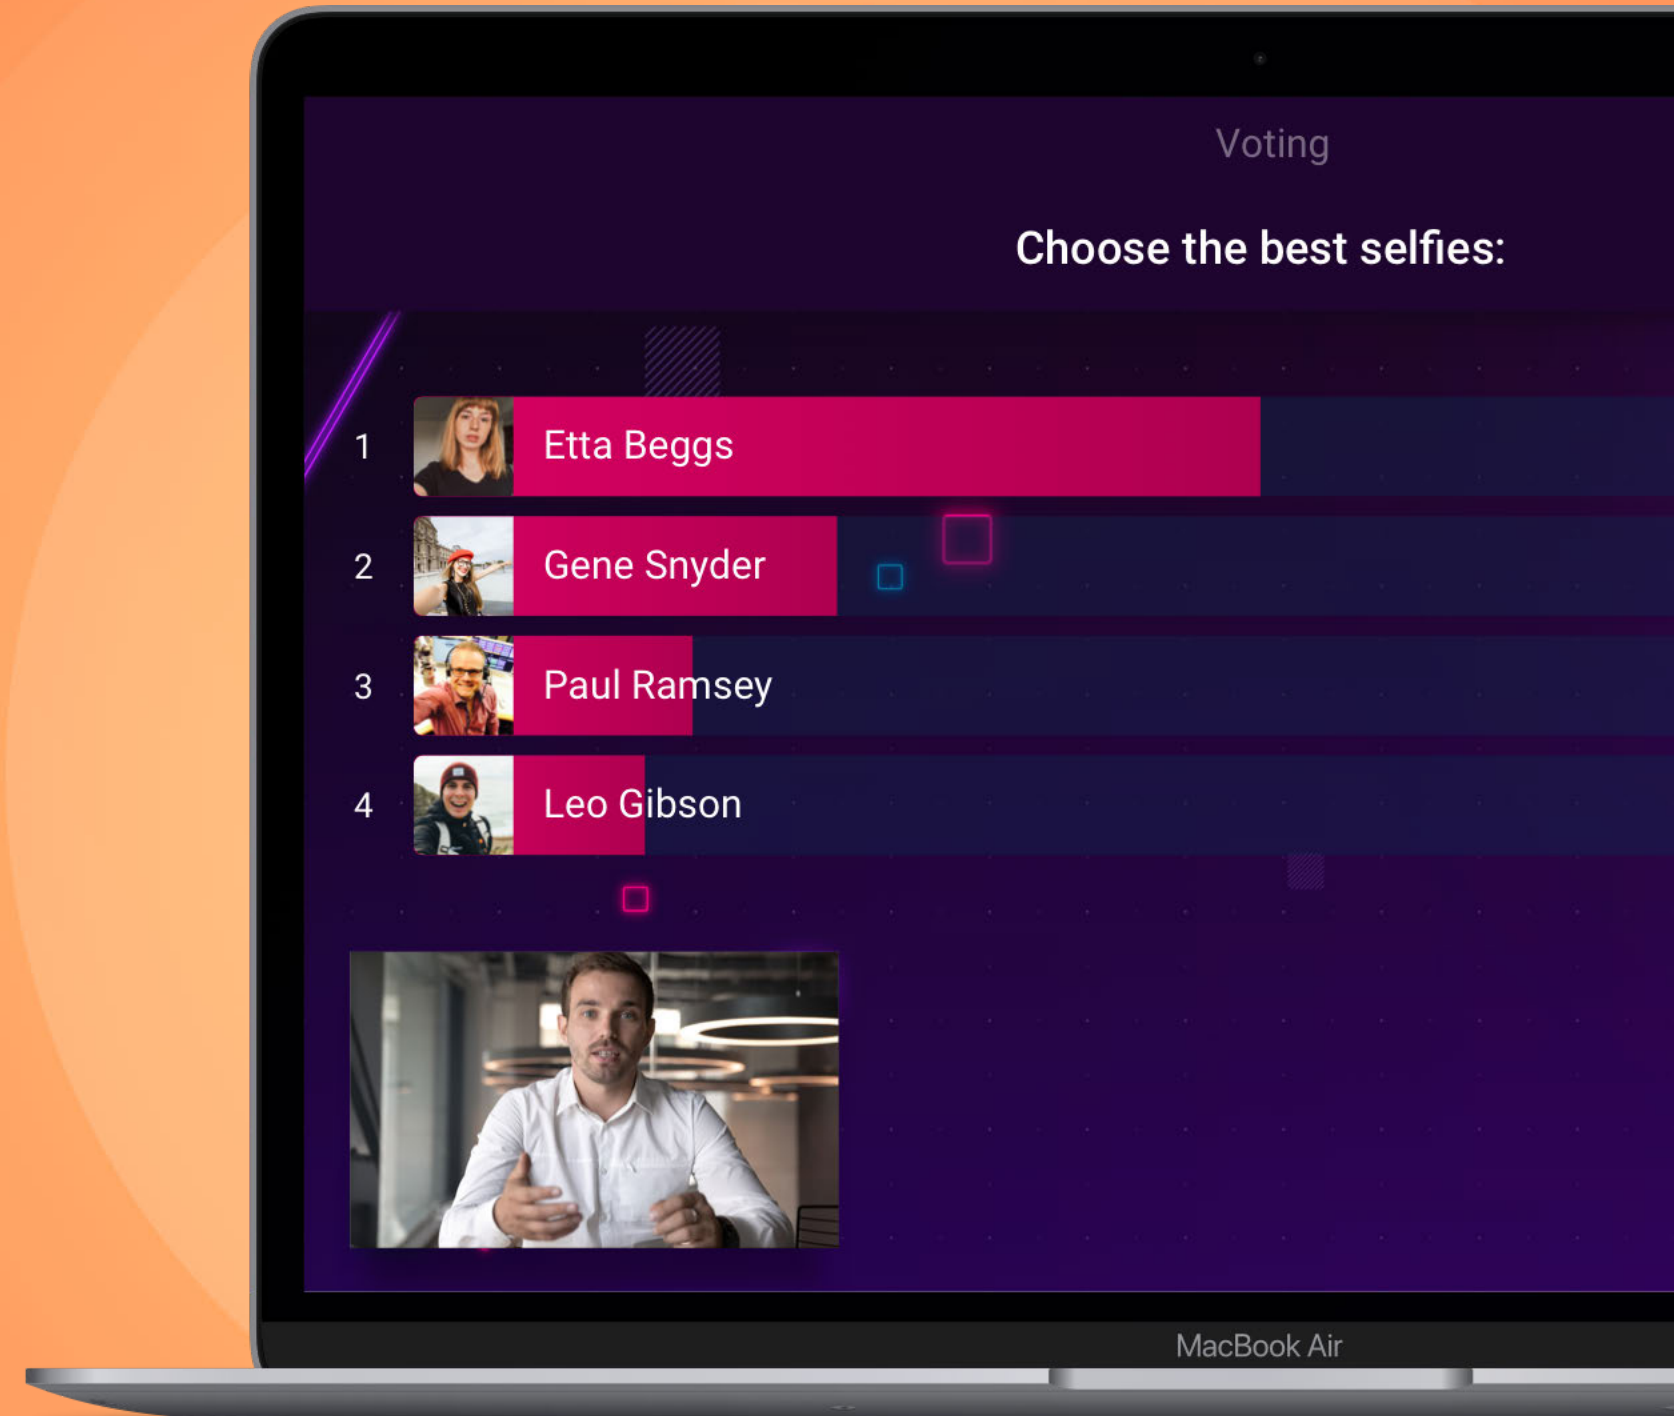 Voting
Choose the best selfies:
1 Etta Beggs
2 Gene Snyder
3 Paul Ramsey
4 Leo Gibson
MacBook Air